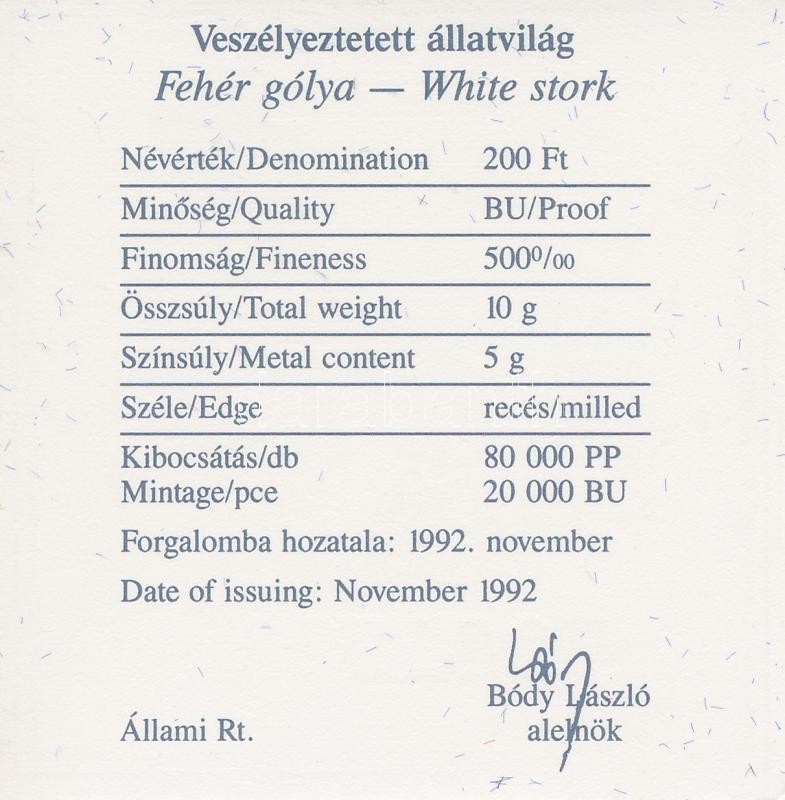 Veszélyeztetett állatvilág
Fehér gólya — White stork
Névérték/Denomination 200 Ft
Minőség/Quality BU/Proof
Finomság/Fineness 500⁰/₀₀
Összsúly/Total weight 10 g
Színsúly/Metal content 5 g
Széle/Edge recés/milled
Kibocsátás/db 80 000 PP
Mintage/pce 20 000 BU
Forgalomba hozatala: 1992. november
Date of issuing: November 1992
Bódy László
Állami Rt. alelnök